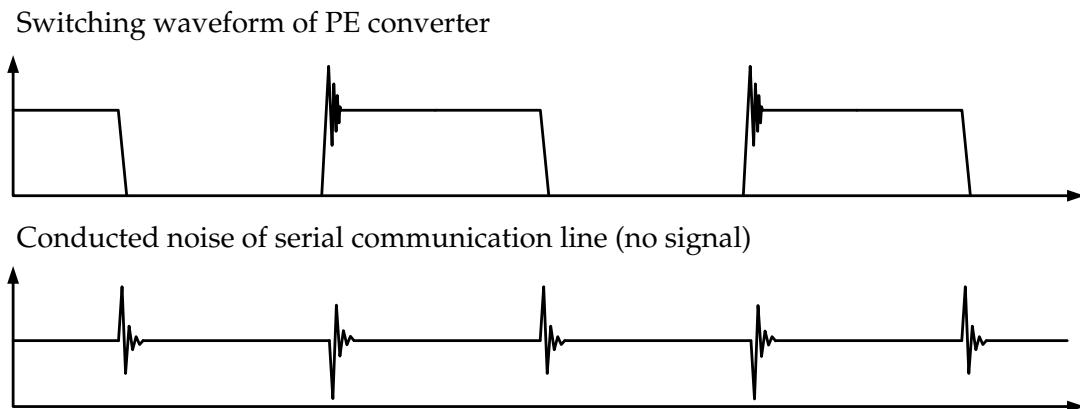 Switching waveform of PE converter
Conducted noise of serial communication line (no signal)